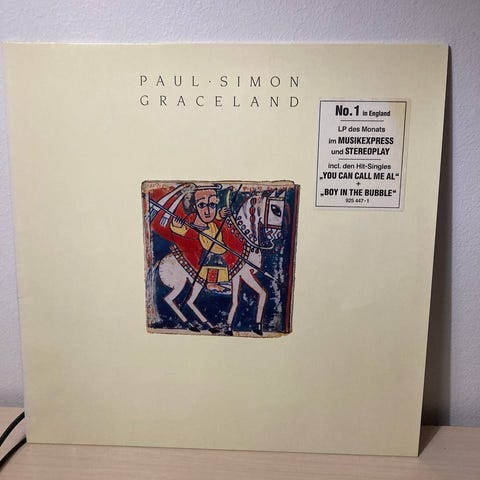 PAUL · SIMON
GRACELAND
No.1 in England
LP des Monats
im MUSIKEXPRESS
und STEREOPLAY
incl. den Hit-Singles
„YOU CAN CALL ME AL“
+
„BOY IN THE BUBBLE“
925 447-1